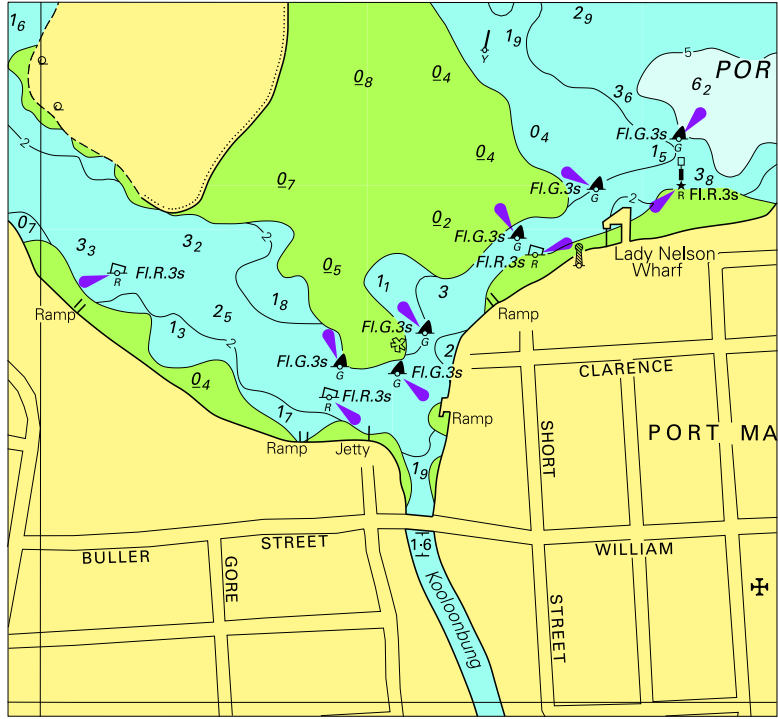 1₆
2₉
1₉
Y
5
POR
6₂
3₆
0₈
0₄
0₄
Fl.G.3s
G
1₅
2
0₄
0₇
Fl.G.3s
G
3₈
R
Fl.R.3s
2
0₂
0₇
3₃
3₂
2
Fl.G.3s
G
Fl.R.3s
R
Lady Nelson
Wharf
0₅
Fl.R.3s
R
1₈
1₁
3
2₅
Ramp
1₃
2
Fl.G.3s
G
Ramp
2
Fl.G.3s
G
G
Fl.G.3s
CLARENCE
0₄
Fl.R.3s
R
1₇
Ramp
Ramp
Jetty
SHORT
PORT MA
1₉
BULLER
STREET
1·6
WILLIAM
GORE
Kooloonbung
STREET